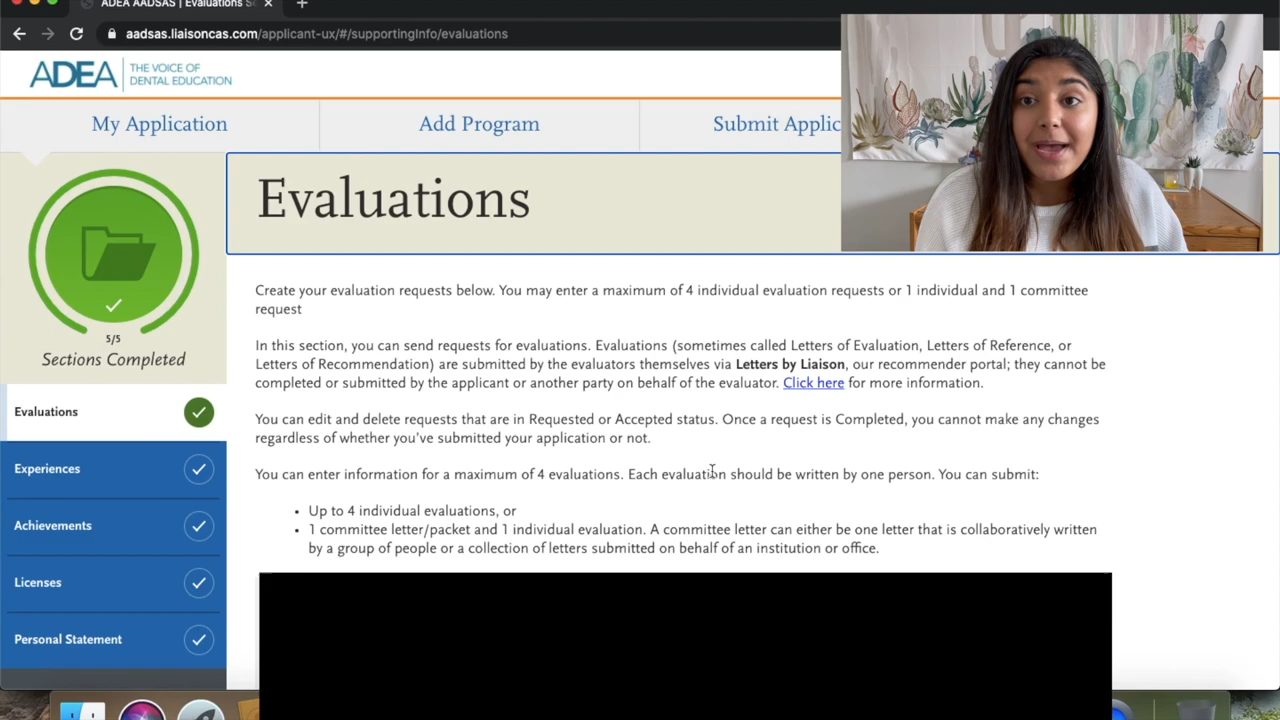 ADEA AADSAS | Evaluations Se
aadsas.liaisoncas.com/applicant-ux/#/supportingInfo/evaluations
ADEA
THE VOICE OF
DENTAL EDUCATION
My Application
Add Program
Submit Applic
Evaluations
5/5
Sections Completed
Evaluations
Experiences
Achievements
Licenses
Personal Statement
Create your evaluation requests below. You may enter a maximum of 4 individual evaluation requests or 1 individual and 1 committee
request
In this section, you can send requests for evaluations. Evaluations (sometimes called Letters of Evaluation, Letters of Reference, or
Letters of Recommendation) are submitted by the evaluators themselves via Letters by Liaison, our recommender portal; they cannot be
completed or submitted by the applicant or another party on behalf of the evaluator. Click here for more information.
You can edit and delete requests that are in Requested or Accepted status. Once a request is Completed, you cannot make any changes
regardless of whether you've submitted your application or not.
You can enter information for a maximum of 4 evaluations. Each evaluation should be written by one person. You can submit:
• Up to 4 individual evaluations, or
• 1 committee letter/packet and 1 individual evaluation. A committee letter can either be one letter that is collaboratively written
by a group of people or a collection of letters submitted on behalf of an institution or office.